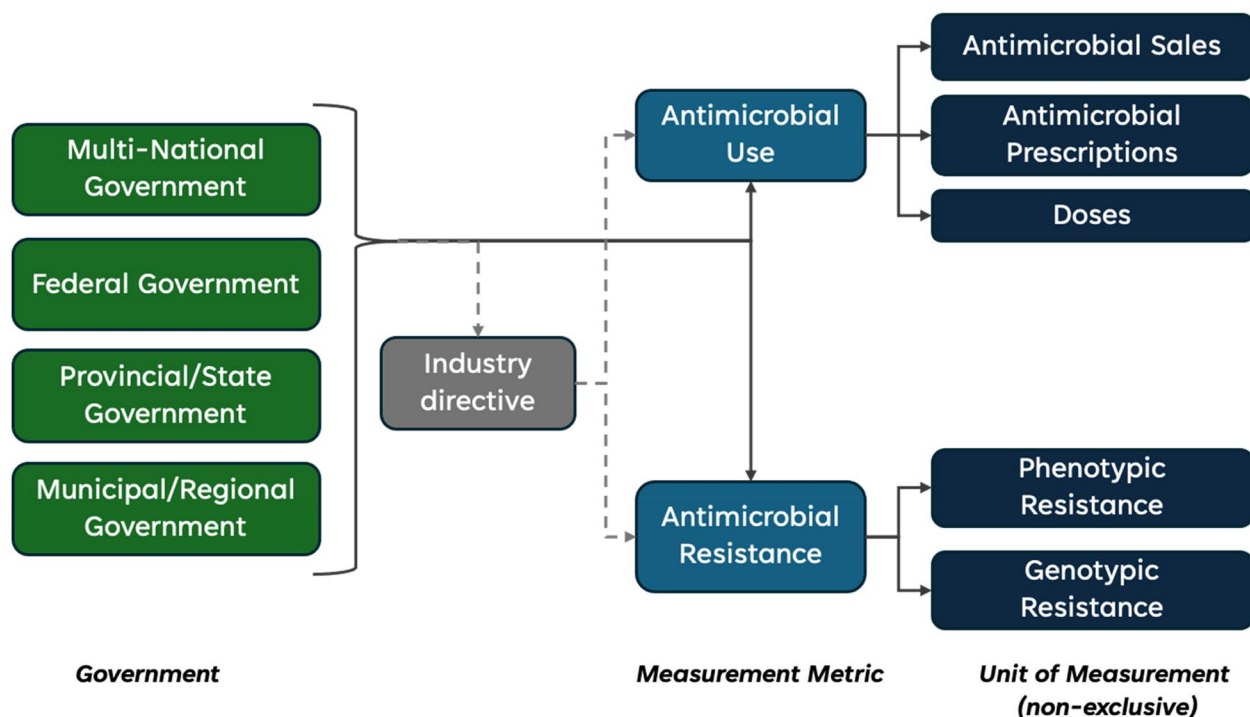 Multi-National
Government
Federal Government
Provincial/State
Government
Municipal/Regional
Government
Industry
directive
Antimicrobial
Use
Antimicrobial
Resistance
Antimicrobial Sales
Antimicrobial
Prescriptions
Doses
Phenotypic
Resistance
Genotypic
Resistance
Government
Measurement Metric
Unit of Measurement
(non-exclusive)